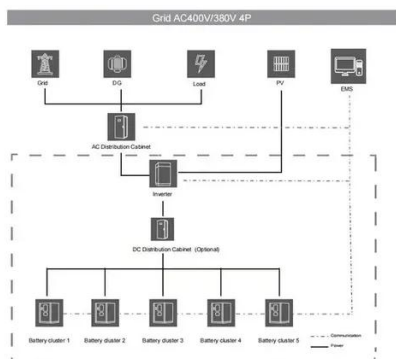 Grid AC400V/380V 4P
Grid
DG
Load
PV
EMS
AC Distribution Cabinet
Inverter
DC Distribution Cabinet (Optional)
Battery cluster 1
Battery cluster 2
Battery cluster 3
Battery cluster 4
Battery cluster 5
Communication
Power